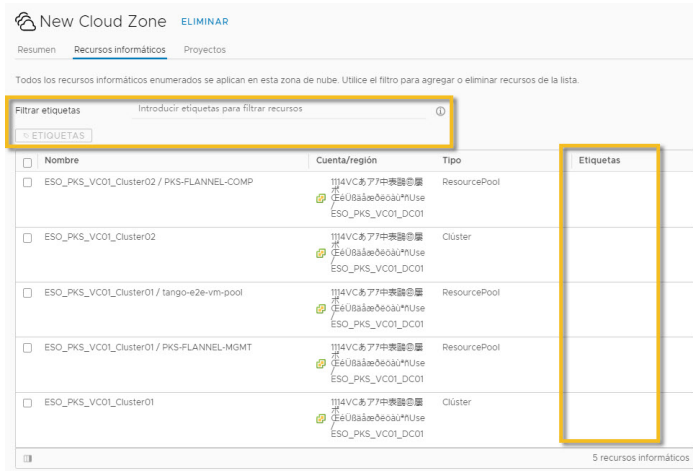 New Cloud Zone ELIMINAR
Resumen Recursos informáticos Proyectos
Todos los recursos informáticos enumerados se aplican en esta zona de nube. Utilice el filtro para agregar o eliminar recursos de la lista.
Filtrar etiquetas Introducir etiquetas para filtrar recursos
ETIQUETAS
Nombre Cuenta/región Tipo Etiquetas
ESO_PKS_VC01_Cluster02 / PKS-FLANNEL-COMP
ResourcePool
/
ESO_PKS_VC01_DC01
ESO_PKS_VC01_Cluster02
Clúster
/
ESO_PKS_VC01_DC01
ESO_PKS_VC01_Cluster01 / tango-e2e-vm-pool
ResourcePool
/
ESO_PKS_VC01_DC01
ESO_PKS_VC01_Cluster01 / PKS-FLANNEL-MGMT
ResourcePool
/
ESO_PKS_VC01_DC01
ESO_PKS_VC01_Cluster01
Clúster
/
ESO_PKS_VC01_DC01
5 recursos informáticos